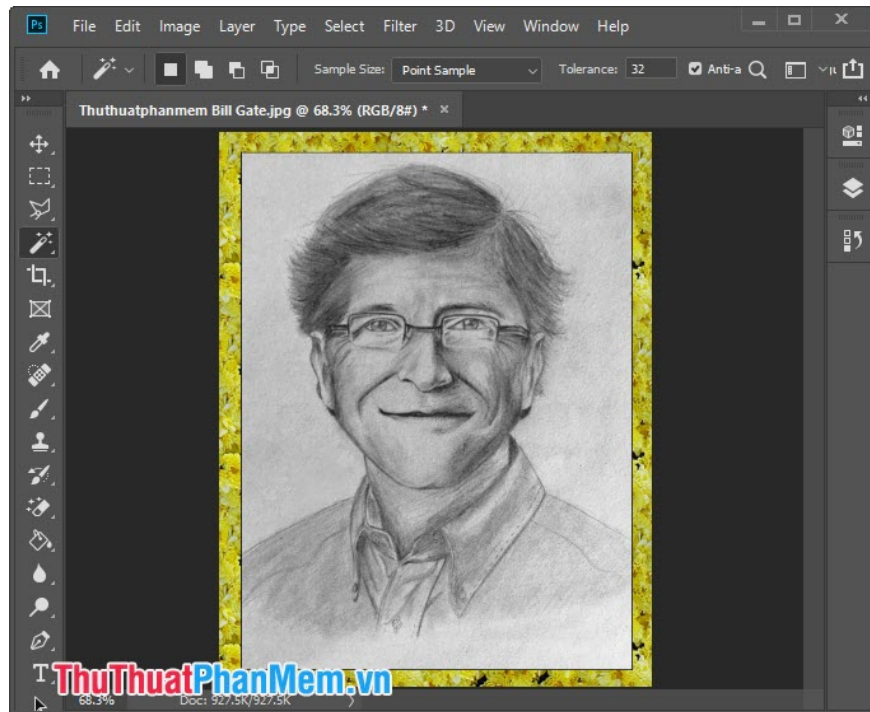 Ps File Edit Image Layer Type Select Filter 3D View Window Help
Sample Size: Point Sample Tolerance: 32 Anti-a
Thuthuatphanmem Bill Gate.jpg @ 68.3% (RGB/8#) * ×
T
ThuThuatPhanMem.vn
68.3% Doc: 927.5K/927.5K